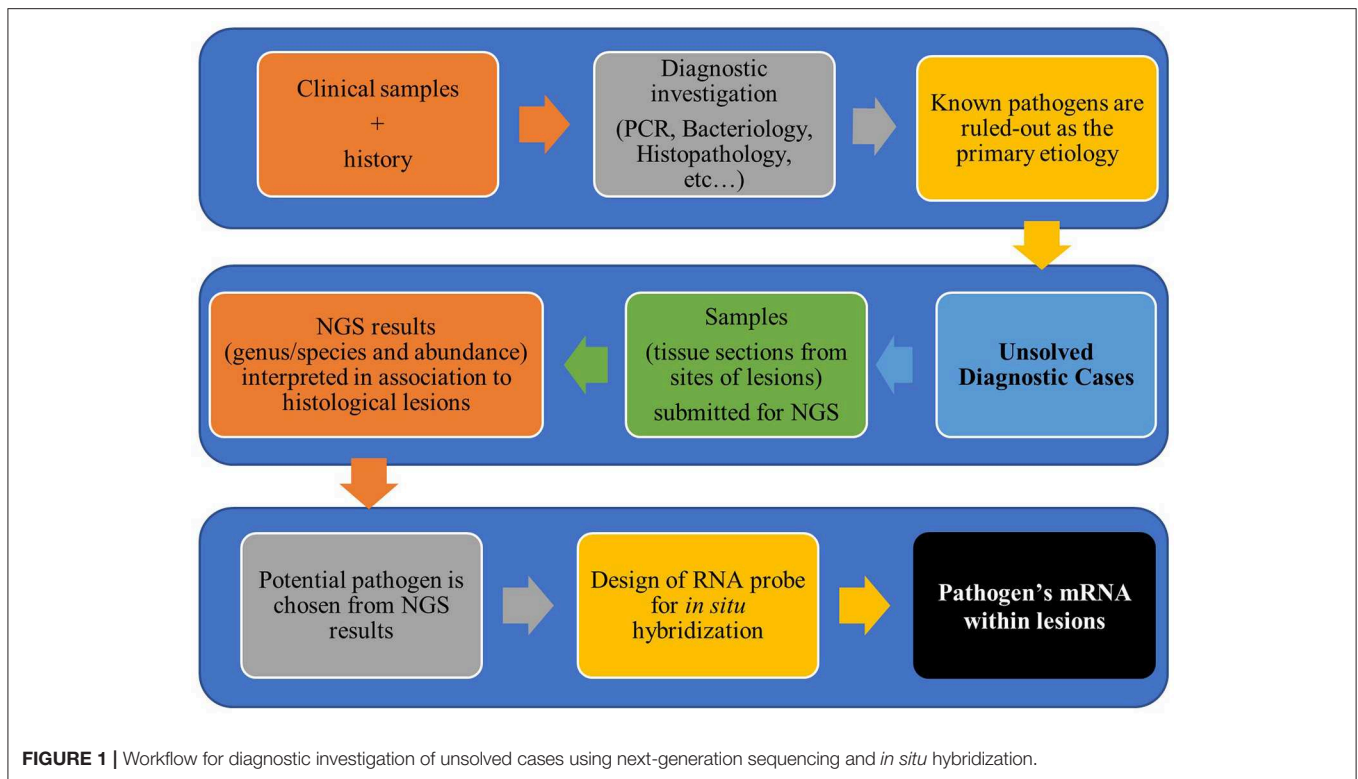 Clinical samples
+
history
Diagnostic
investigation
(PCR, Bacteriology,
Histopathology,
etc…)
Known pathogens are
ruled-out as the
primary etiology
Unsolved
Diagnostic Cases
Samples
(tissue sections from
sites of lesions)
submitted for NGS
NGS results
(genus/species and abundance)
interpreted in association to
histological lesions
Potential pathogen is
chosen from NGS
results
Design of RNA probe
for in situ
hybridization
Pathogen’s mRNA
within lesions
FIGURE 1 | Workflow for diagnostic investigation of unsolved cases using next-generation sequencing and in situ hybridization.